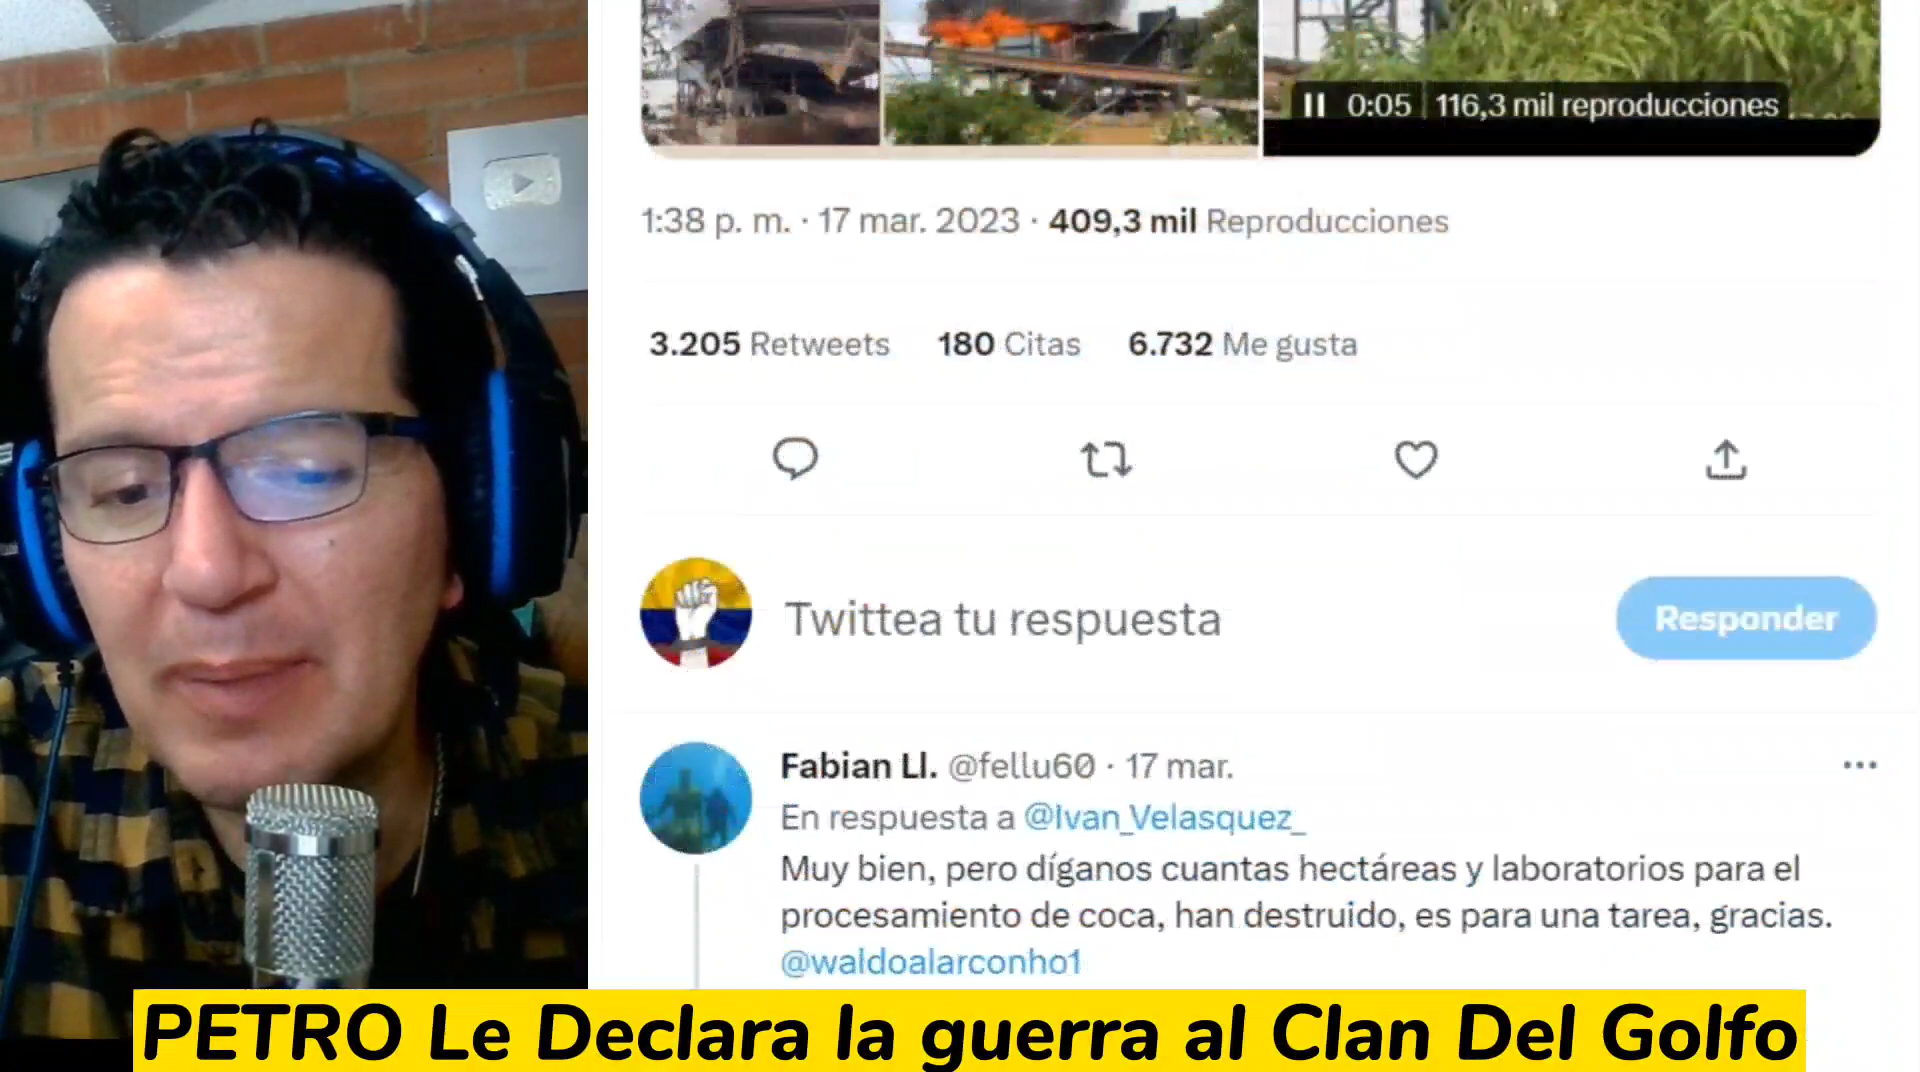 0:05 116,3 mil reproducciones
1:38 p. m. · 17 mar. 2023 · 409,3 mil Reproducciones
3.205 Retweets 180 Citas 6.732 Me gusta
Twittea tu respuesta
Responder
Fabian Ll. @fellu60 · 17 mar.
En respuesta a @Ivan_Velasquez_
Muy bien, pero díganos cuantas hectáreas y laboratorios para el
procesamiento de coca, han destruido, es para una tarea, gracias.
@waldoalarconho1
PETRO Le Declara la guerra al Clan Del Golfo